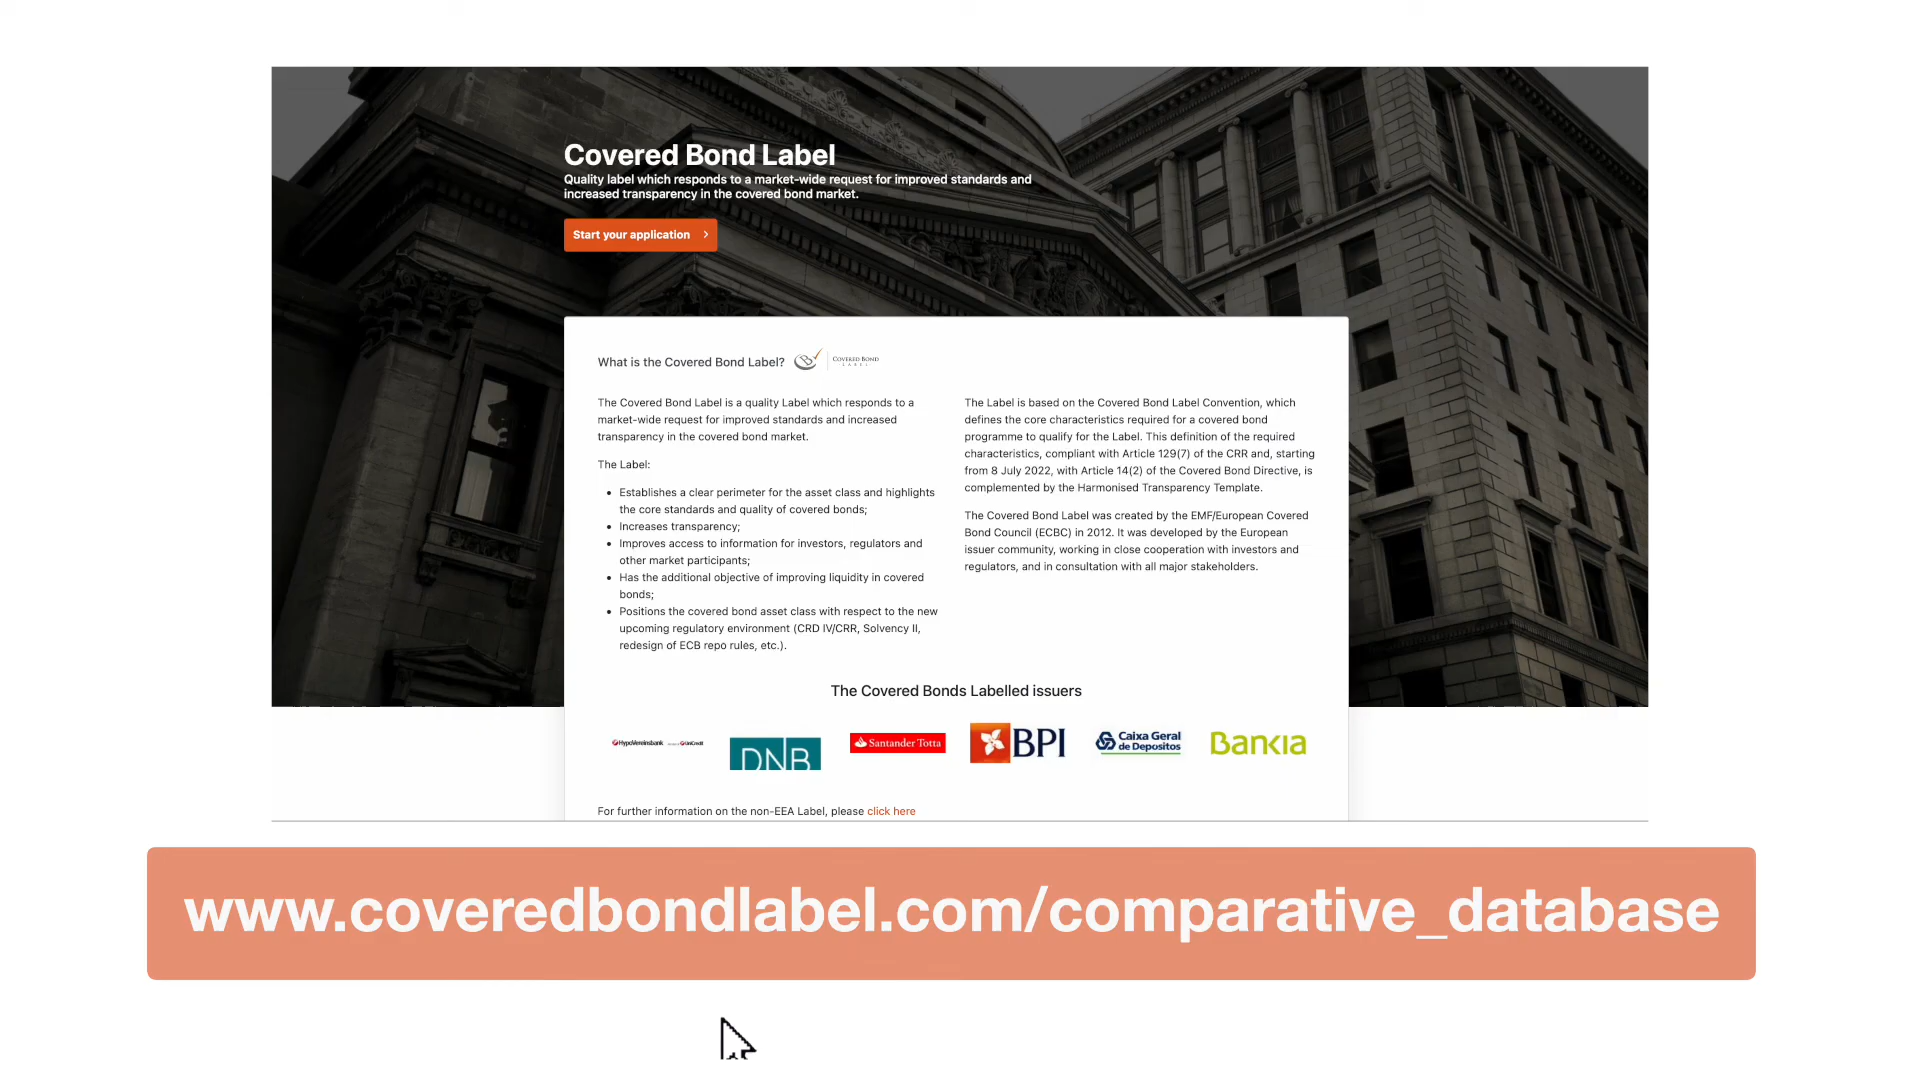 Covered Bond Label
Quality label which responds to a market-wide request for improved standards and
increased transparency in the covered bond market.
Start your application
What is the Covered Bond Label?
COVERED BOND
LABEL
The Covered Bond Label is a quality Label which responds to a
market-wide request for improved standards and increased
transparency in the covered bond market.
The Label:
• Establishes a clear perimeter for the asset class and highlights
the core standards and quality of covered bonds;
• Increases transparency;
• Improves access to information for investors, regulators and
other market participants;
• Has the additional objective of improving liquidity in covered
bonds;
• Positions the covered bond asset class with respect to the new
upcoming regulatory environment (CRD IV/CRR, Solvency II,
redesign of ECB repo rules, etc.).
The Label is based on the Covered Bond Label Convention, which
defines the core characteristics required for a covered bond
programme to qualify for the Label. This definition of the required
characteristics, compliant with Article 129(7) of the CRR and, starting
from 8 July 2022, with Article 14(2) of the Covered Bond Directive, is
complemented by the Harmonised Transparency Template.
The Covered Bond Label was created by the EMF/European Covered
Bond Council (ECBC) in 2012. It was developed by the European
issuer community, working in close cooperation with investors and
regulators, and in consultation with all major stakeholders.
The Covered Bonds Labelled issuers
HypoVereinsbank UniCredit
DNB
Santander Totta
BPI
Caixa Geral
de Depositos
Bankia
For further information on the non-EEA Label, please click here
www.coveredbondlabel.com/comparative_database